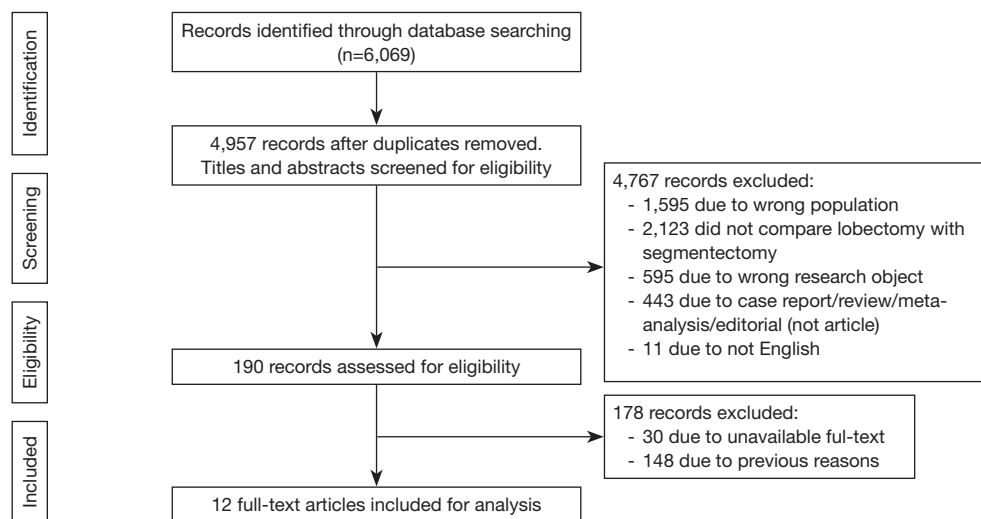 Identification
Records identified through database searching
(n=6,069)
4,957 records after duplicates removed.
Titles and abstracts screened for eligibility
Screening
4,767 records excluded:
- 1,595 due to wrong population
- 2,123 did not compare lobectomy with
segmentectomy
- 595 due to wrong research object
- 443 due to case report/review/meta-
analysis/editorial (not article)
- 11 due to not English
Eligibility
190 records assessed for eligibility
178 records excluded:
- 30 due to unavailable ful-text
- 148 due to previous reasons
Included
12 full-text articles included for analysis